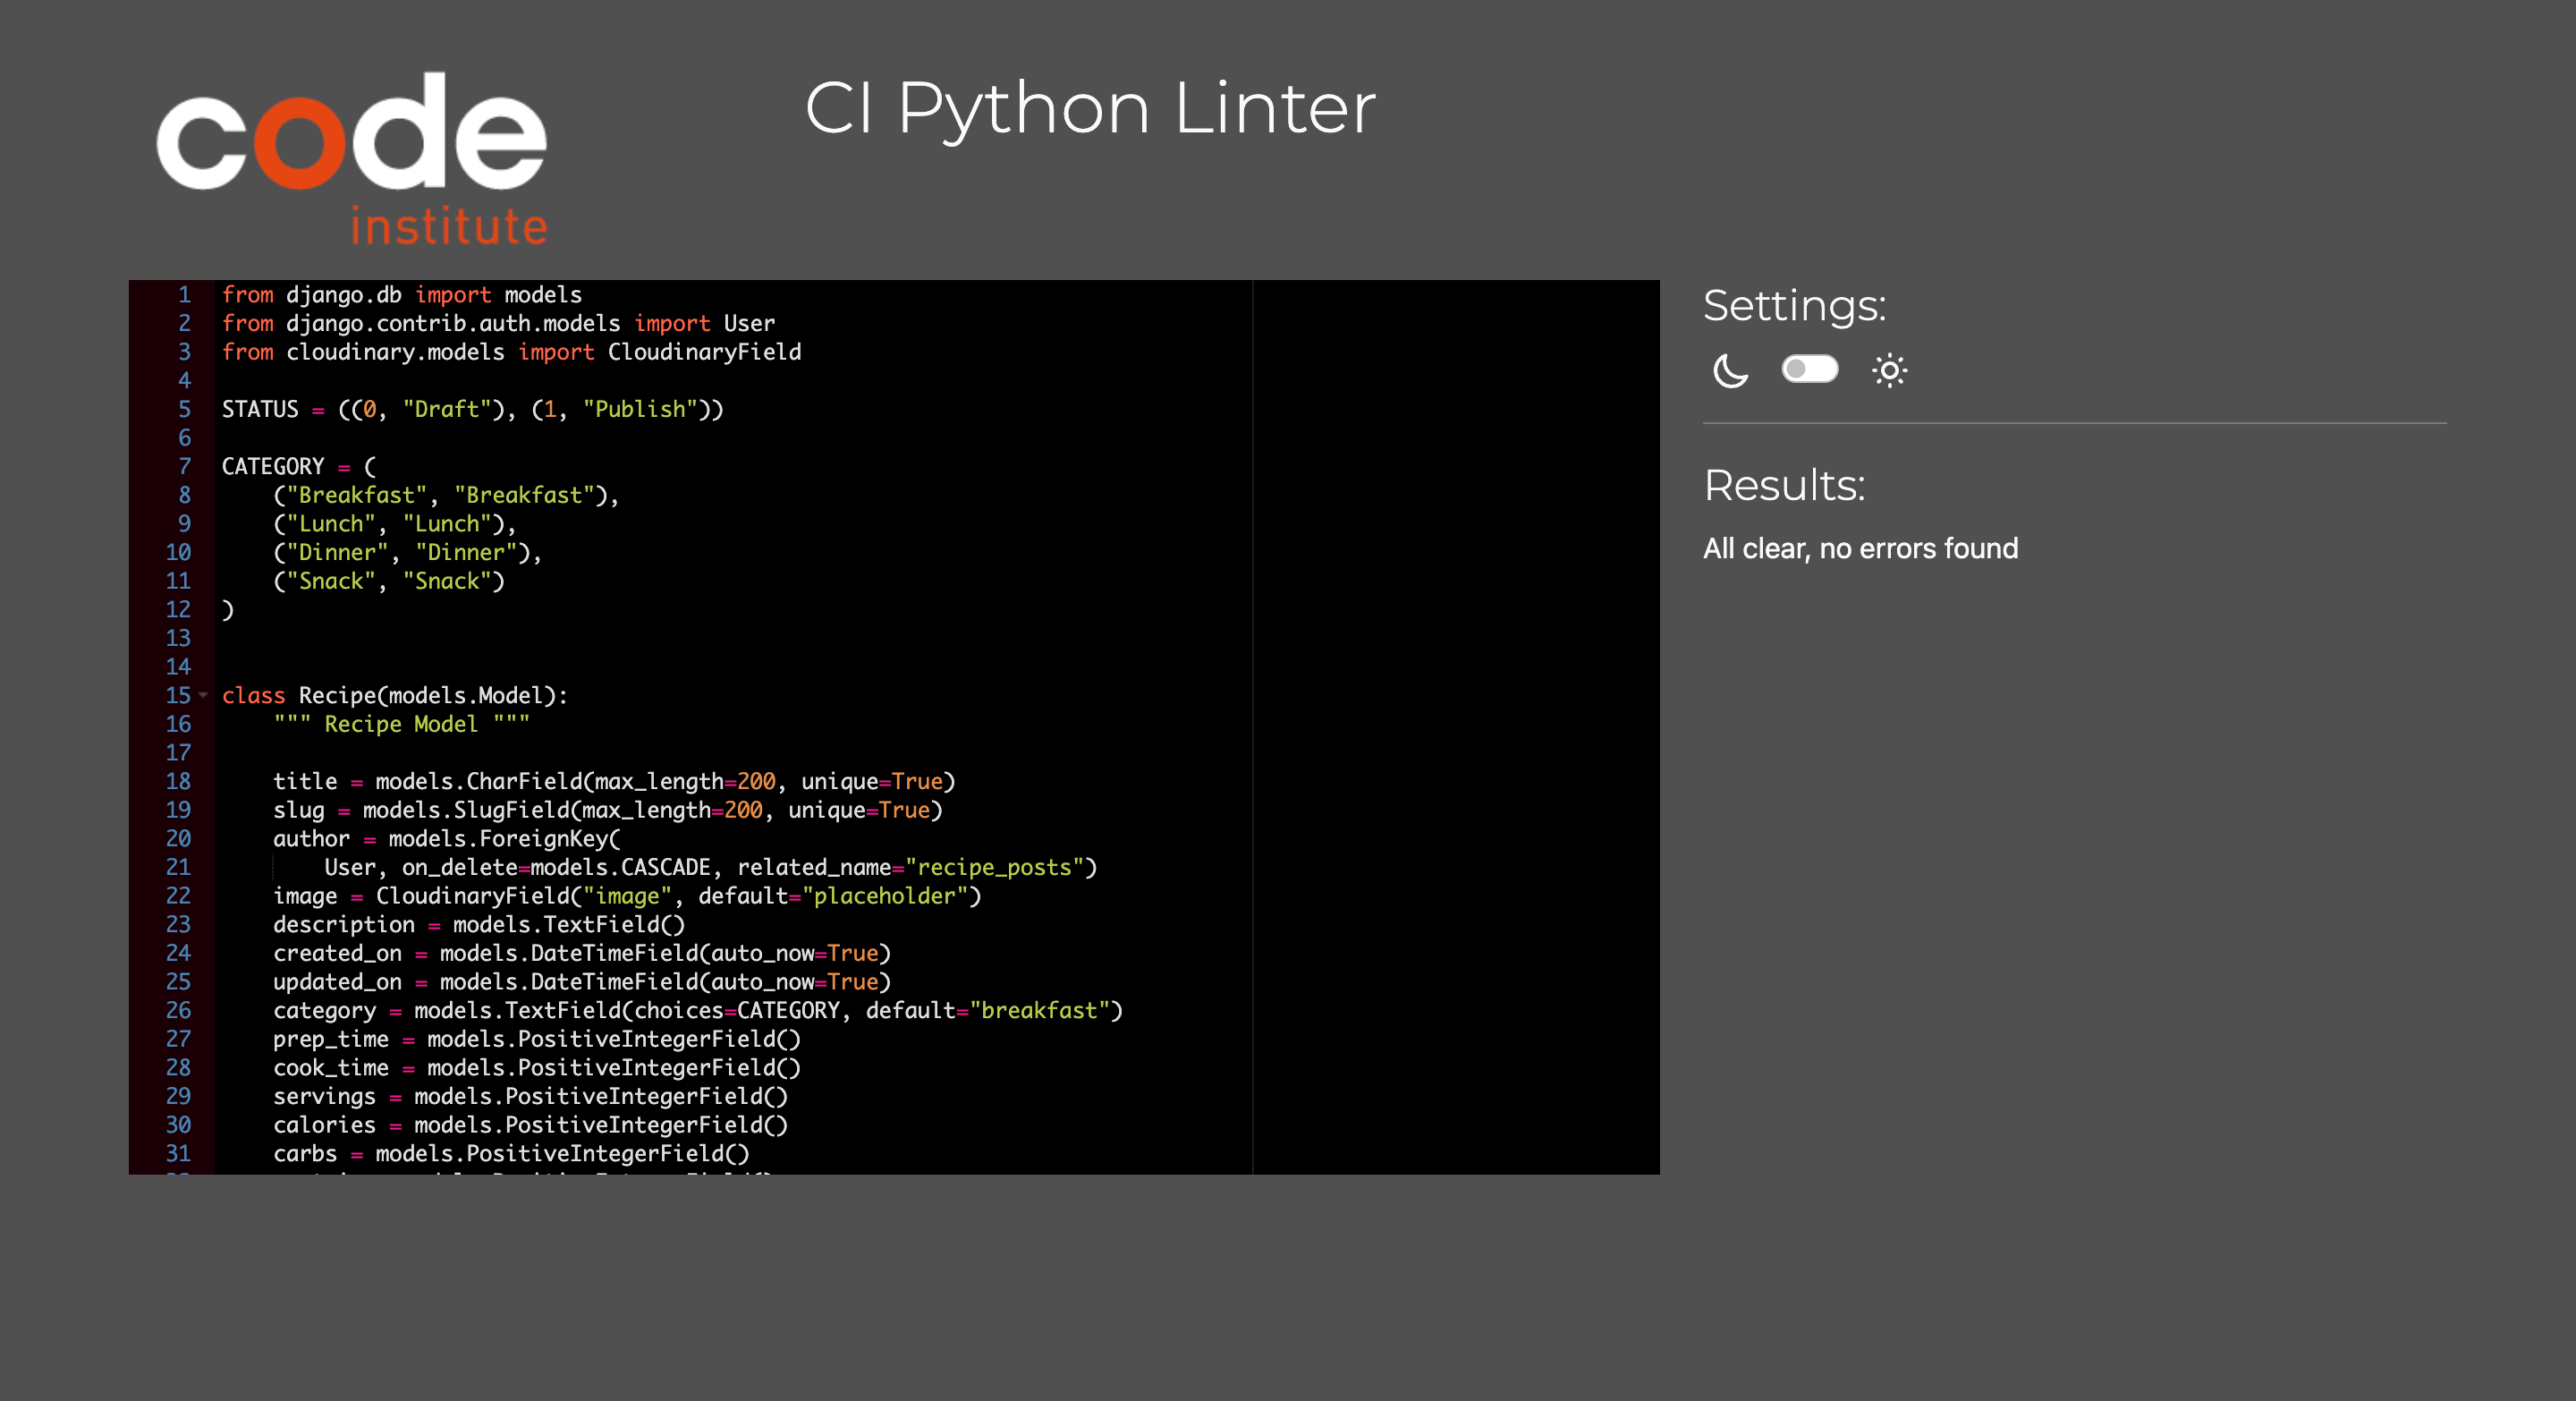 code
institute
CI Python Linter
1 from django.db import models
2 from django.contrib.auth.models import User
3 from cloudinary.models import CloudinaryField
4
5 STATUS = ((0, "Draft"), (1, "Publish"))
6
7 CATEGORY = (
8     ("Breakfast", "Breakfast"),
9     ("Lunch", "Lunch"),
10     ("Dinner", "Dinner"),
11     ("Snack", "Snack")
12 )
13
14
15 class Recipe(models.Model):
16     """ Recipe Model """
17
18     title = models.CharField(max_length=200, unique=True)
19     slug = models.SlugField(max_length=200, unique=True)
20     author = models.ForeignKey(
21         User, on_delete=models.CASCADE, related_name="recipe_posts")
22     image = CloudinaryField("image", default="placeholder")
23     description = models.TextField()
24     created_on = models.DateTimeField(auto_now=True)
25     updated_on = models.DateTimeField(auto_now=True)
26     category = models.TextField(choices=CATEGORY, default="breakfast")
27     prep_time = models.PositiveIntegerField()
28     cook_time = models.PositiveIntegerField()
29     servings = models.PositiveIntegerField()
30     calories = models.PositiveIntegerField()
31     carbs = models.PositiveIntegerField()
Settings:
Results:
All clear, no errors found